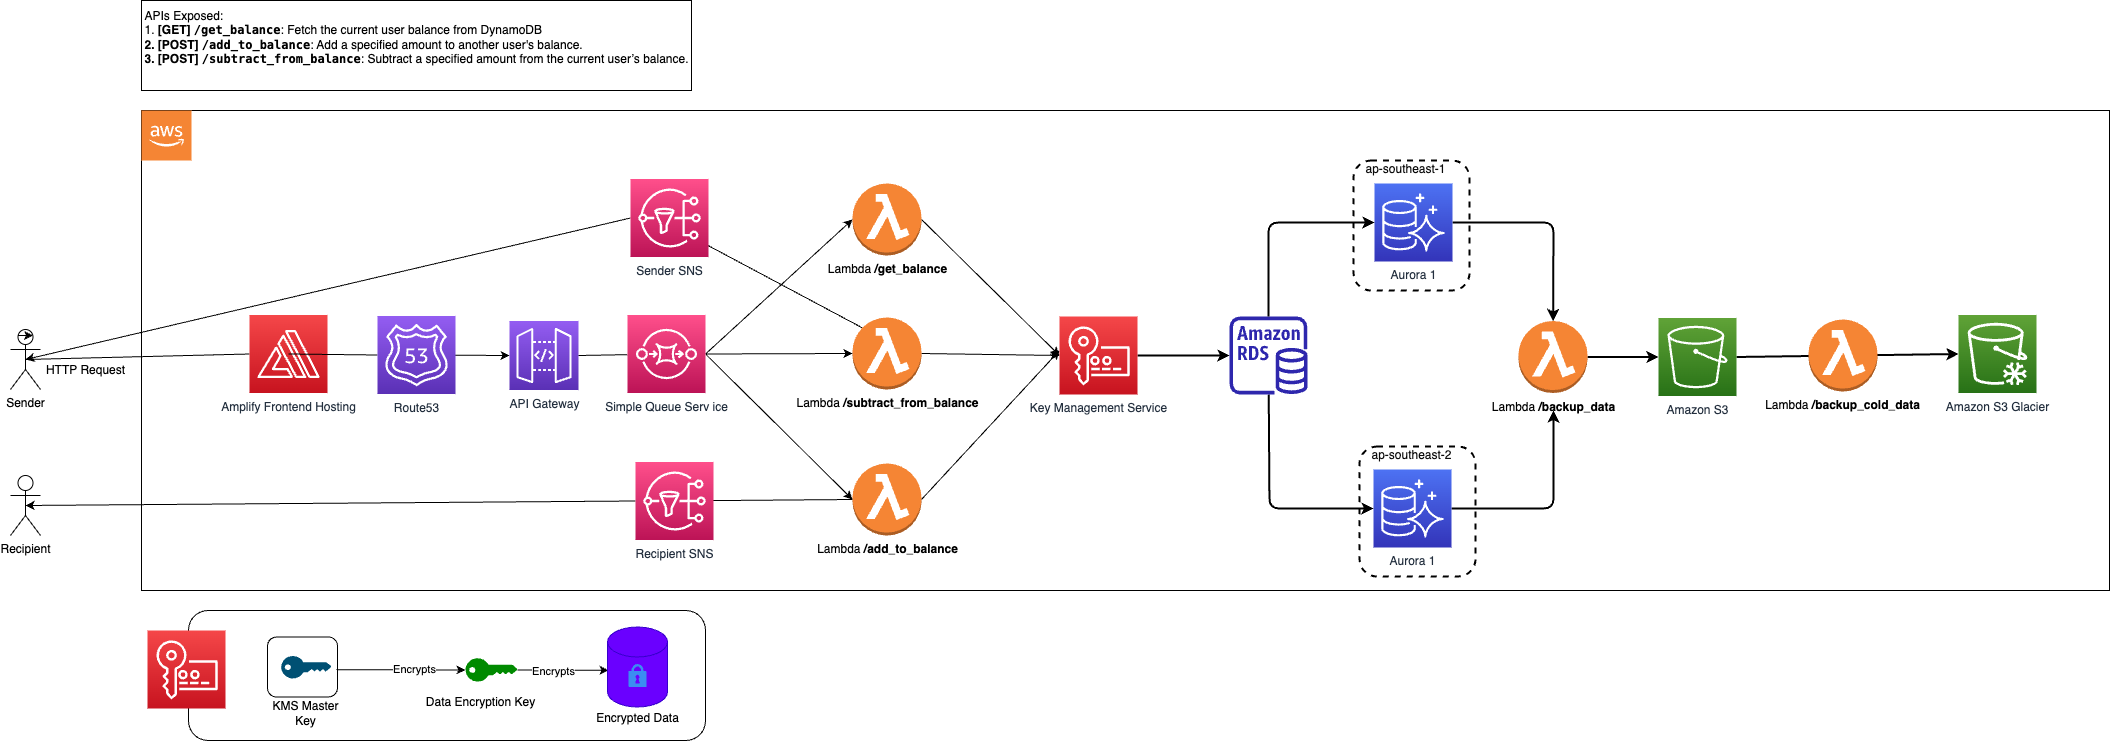 APIs Exposed:
1. [GET] /get_balance: Fetch the current user balance from DynamoDB
2. [POST] /add_to_balance: Add a specified amount to another user's balance.
3. [POST] /subtract_from_balance: Subtract a specified amount from the current user's balance.
aws
ap-southeast-1
Aurora 1
Sender SNS
Lambda /get_balance
HTTP Request
Sender
Amplify Frontend Hosting
53
Route53
API Gateway
Simple Queue Service
Lambda /subtract_from_balance
Key Management Service
Amazon
RDS
Lambda /backup_data
Amazon S3
Lambda /backup_cold_data
Amazon S3 Glacier
Recipient
Recipient SNS
Lambda /add_to_balance
ap-southeast-2
Aurora 1
KMS Master
Key
Encrypts
Data Encryption Key
Encrypts
Encrypted Data